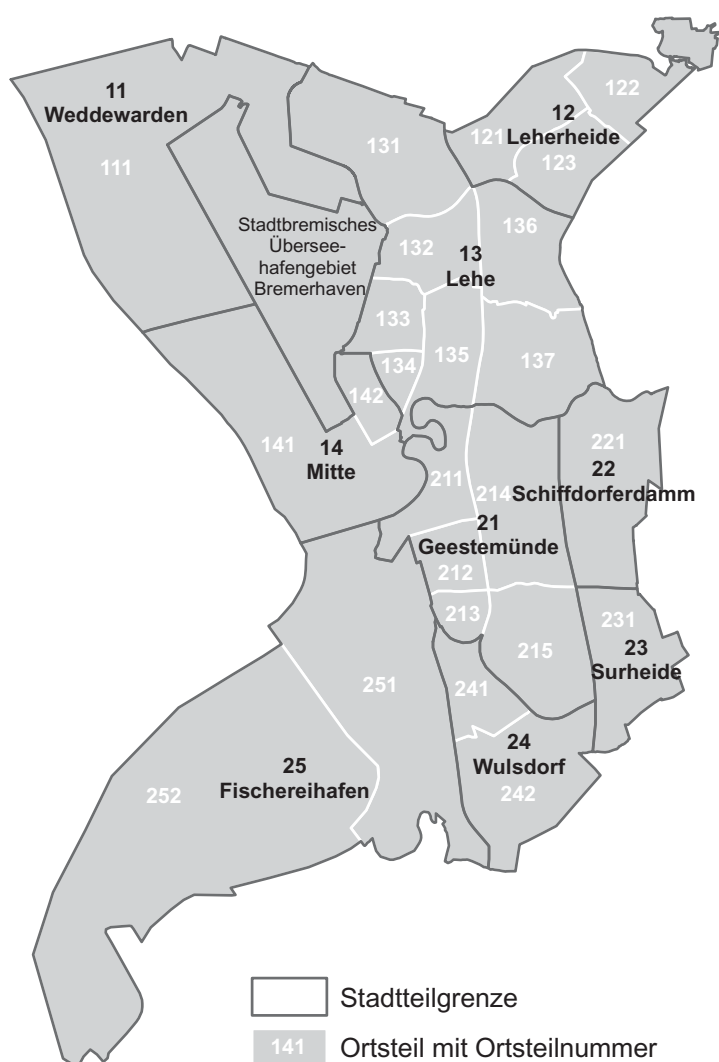 11
Weddewarden
111
131
12
Leherheide
121
122
123
Stadtbremisches
Übersee-
hafengebiet
Bremerhaven
132
13
Lehe
136
133
134
135
137
142
141
14
Mitte
211
214
221
22
Schiffdorferdamm
21
Geestemünde
212
213
215
231
23
Surheide
251
241
24
Wulsdorf
242
25
Fischereihafen
252
Stadtteilgrenze
141 Ortsteil mit Ortsteilnummer